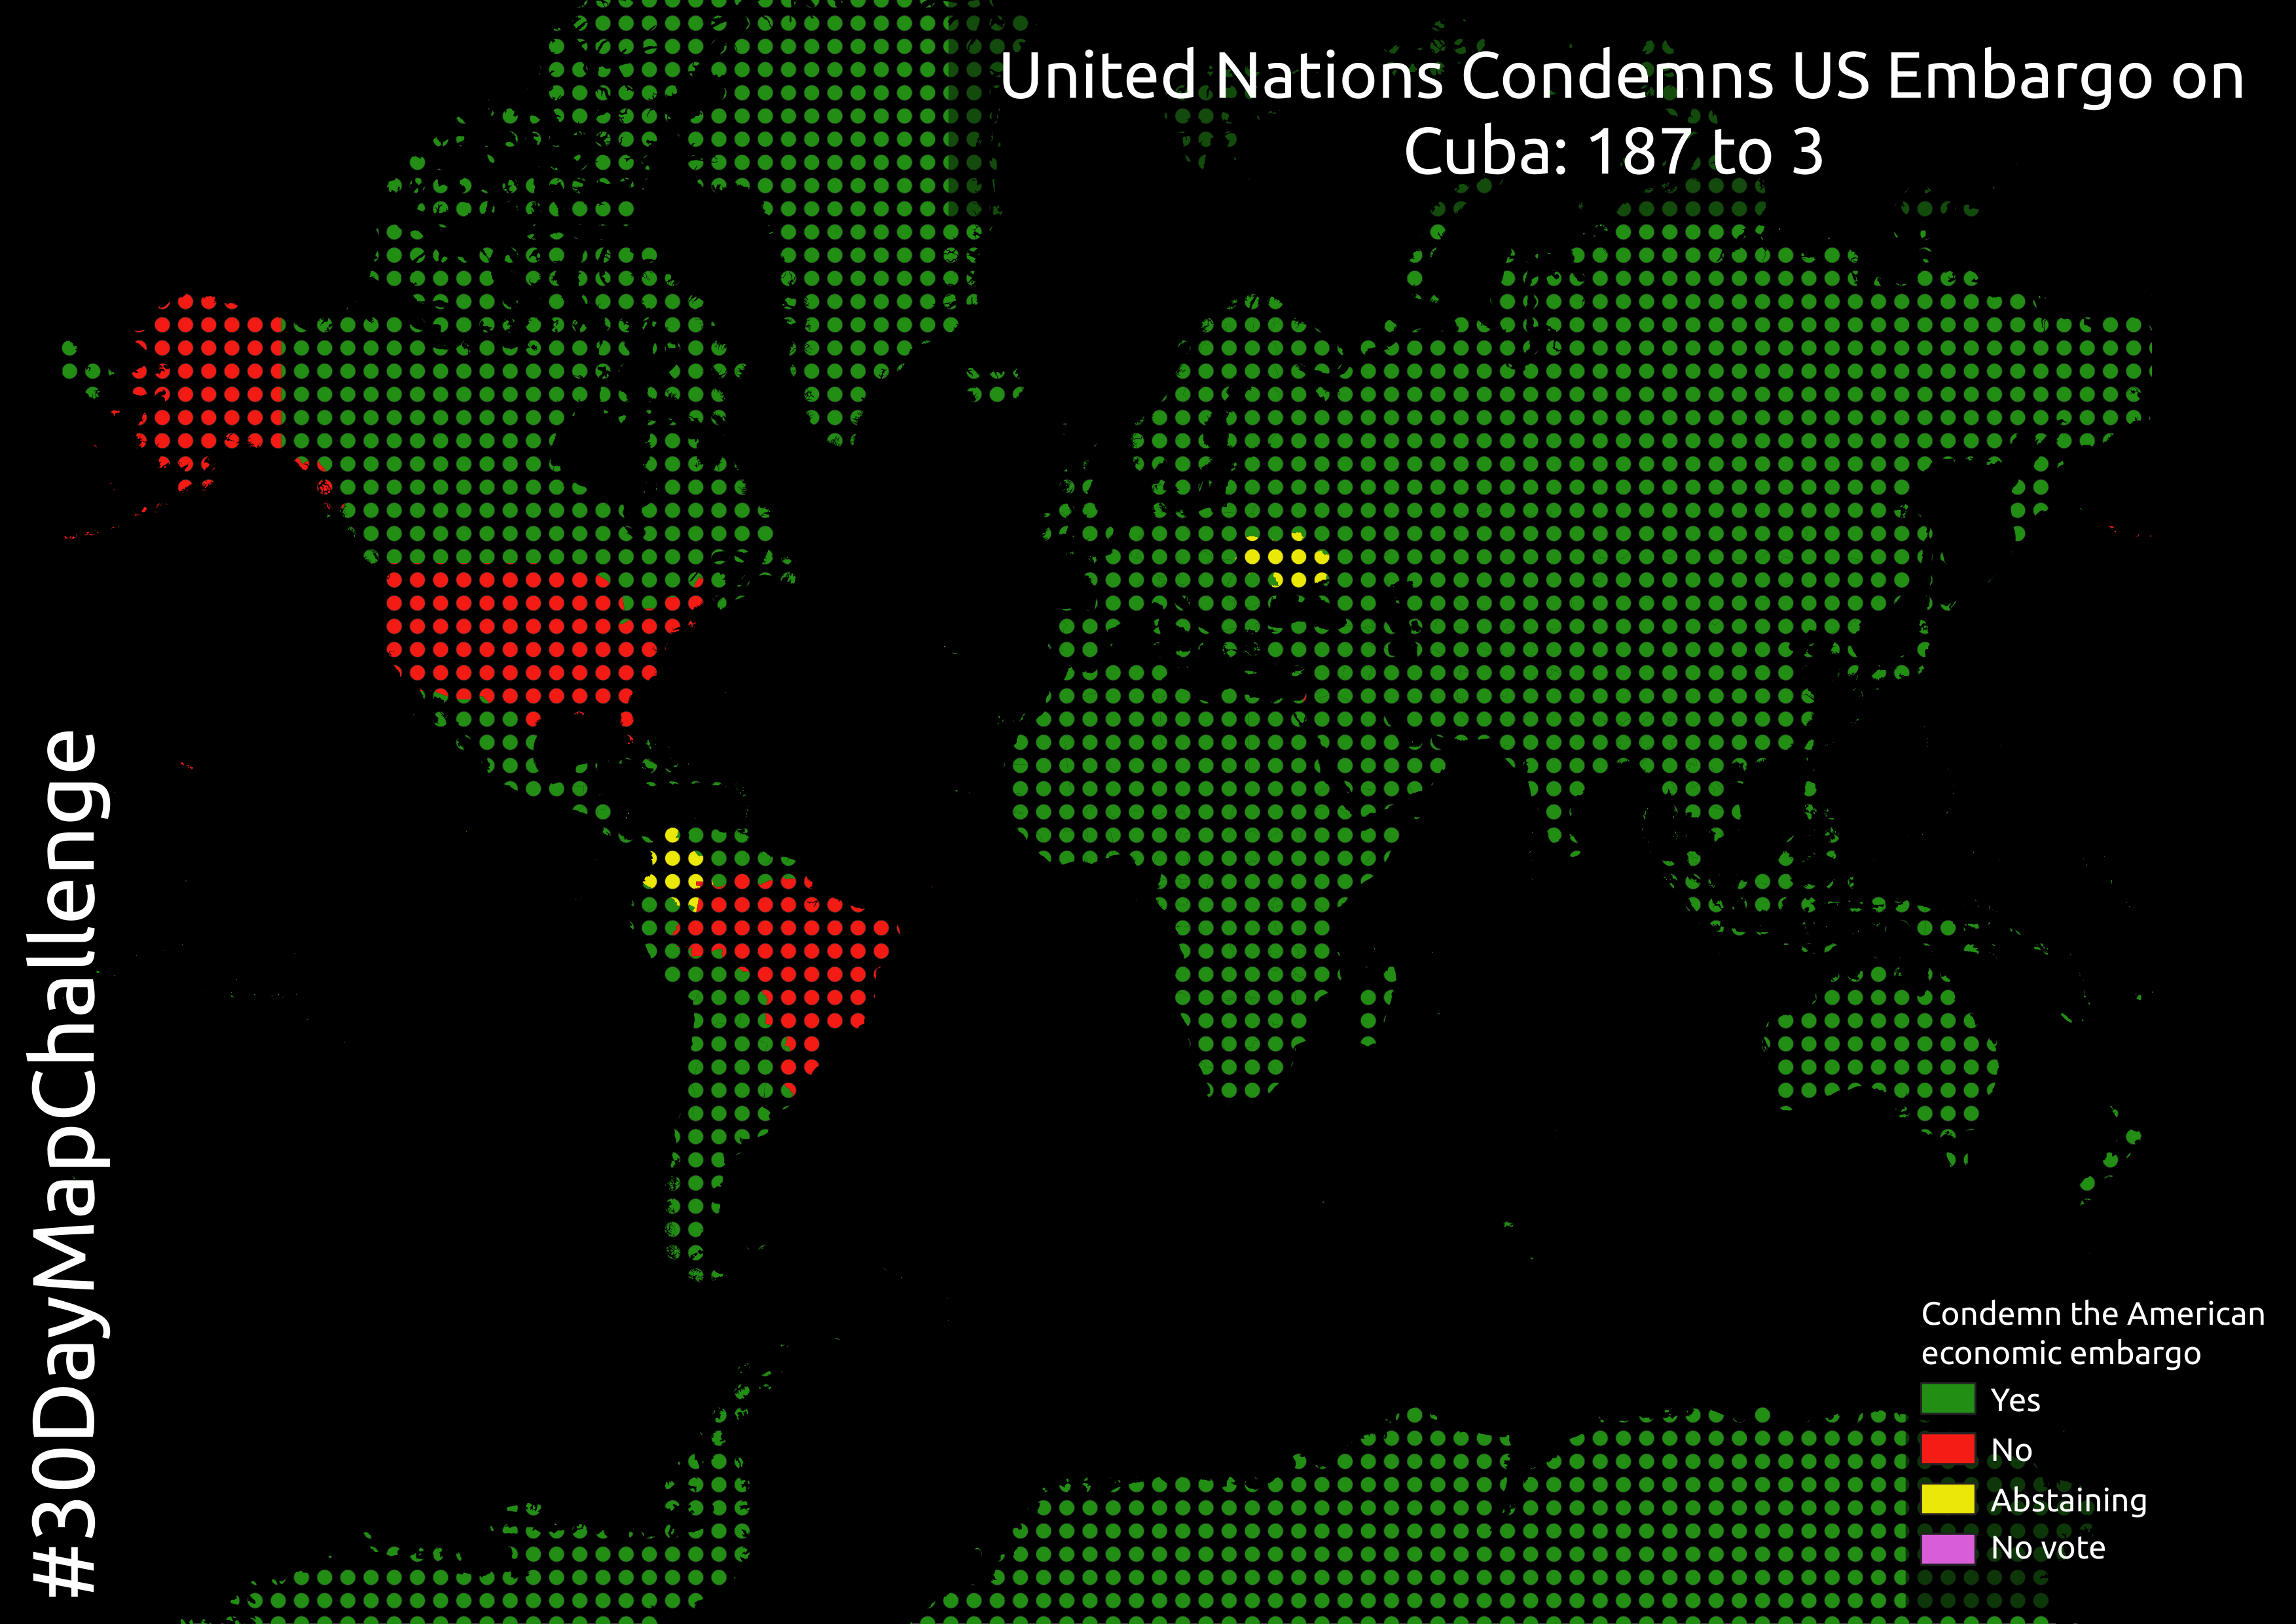 United Nations Condemns US Embargo on
Cuba: 187 to 3
#30DayMapChallenge
Condemn the American
economic embargo
Yes
No
Abstaining
No vote